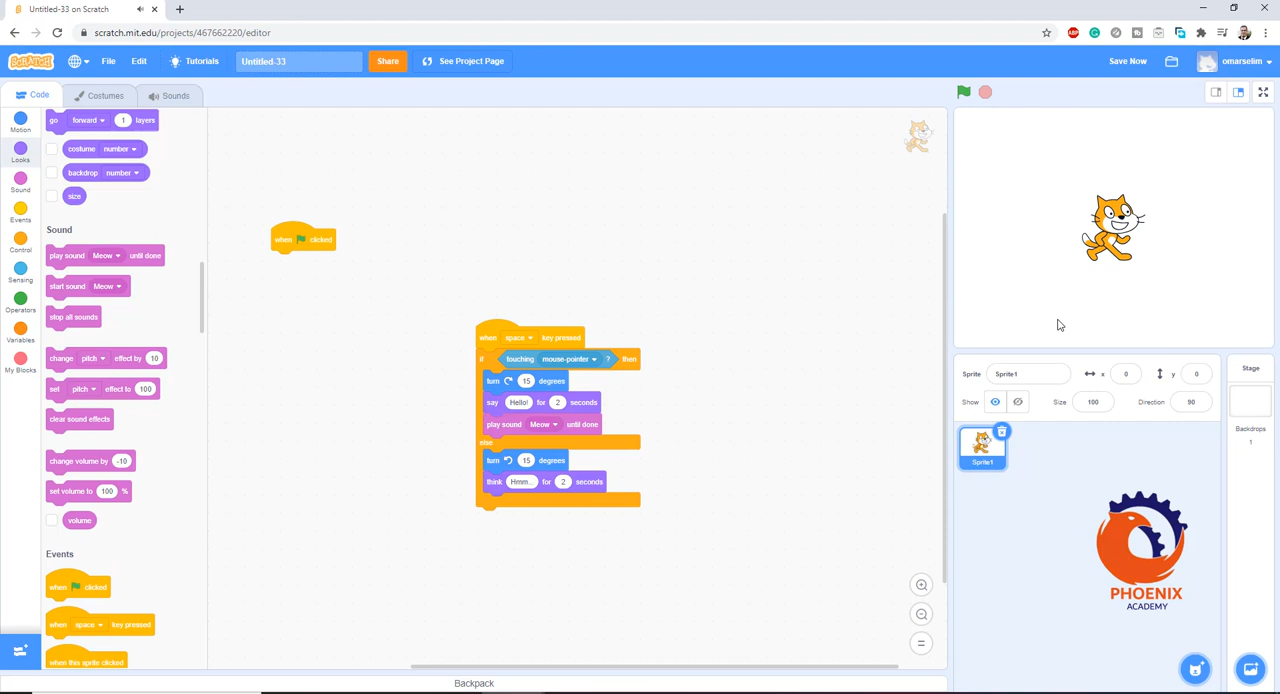 Untitled-33 on Scratch
scratch.mit.edu/projects/467662220/editor
SCRATCH File Edit Tutorials Untitled-33 Share See Project Page Save Now omarselim
Code Costumes Sounds
Motion
Looks
Sound
Events
Control
Sensing
Operators
Variables
My Blocks
go forward 1 layers
costume number
backdrop number
size
Sound
play sound Meow until done
start sound Meow
stop all sounds
change pitch effect by 10
set pitch effect to 100
clear sound effects
change volume by -10
set volume to 100 %
volume
Events
when clicked
when space key pressed
when this sprite clicked
when clicked
when space key pressed
if touching mouse-pointer ? then
turn 15 degrees
say Hello! for 2 seconds
play sound Meow until done
else
turn 15 degrees
think Hmm... for 2 seconds
Backpack
Sprite Sprite1 x 0 y 0
Show Size 100 Direction 90
Sprite1
Stage
Backdrops
1
PHOENIX
ACADEMY
ABP